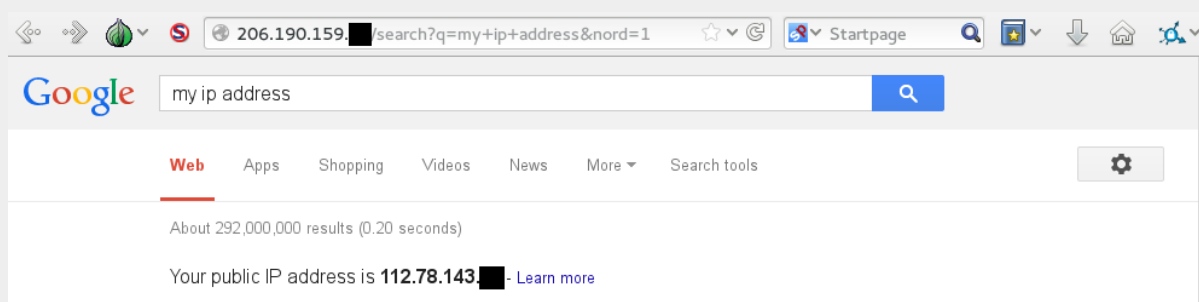 206.190.159. /search?q=my+ip+address&nord=1 Startpage
Google my ip address
Web Apps Shopping Videos News More Search tools
About 292,000,000 results (0.20 seconds)
Your public IP address is 112.78.143. - Learn more